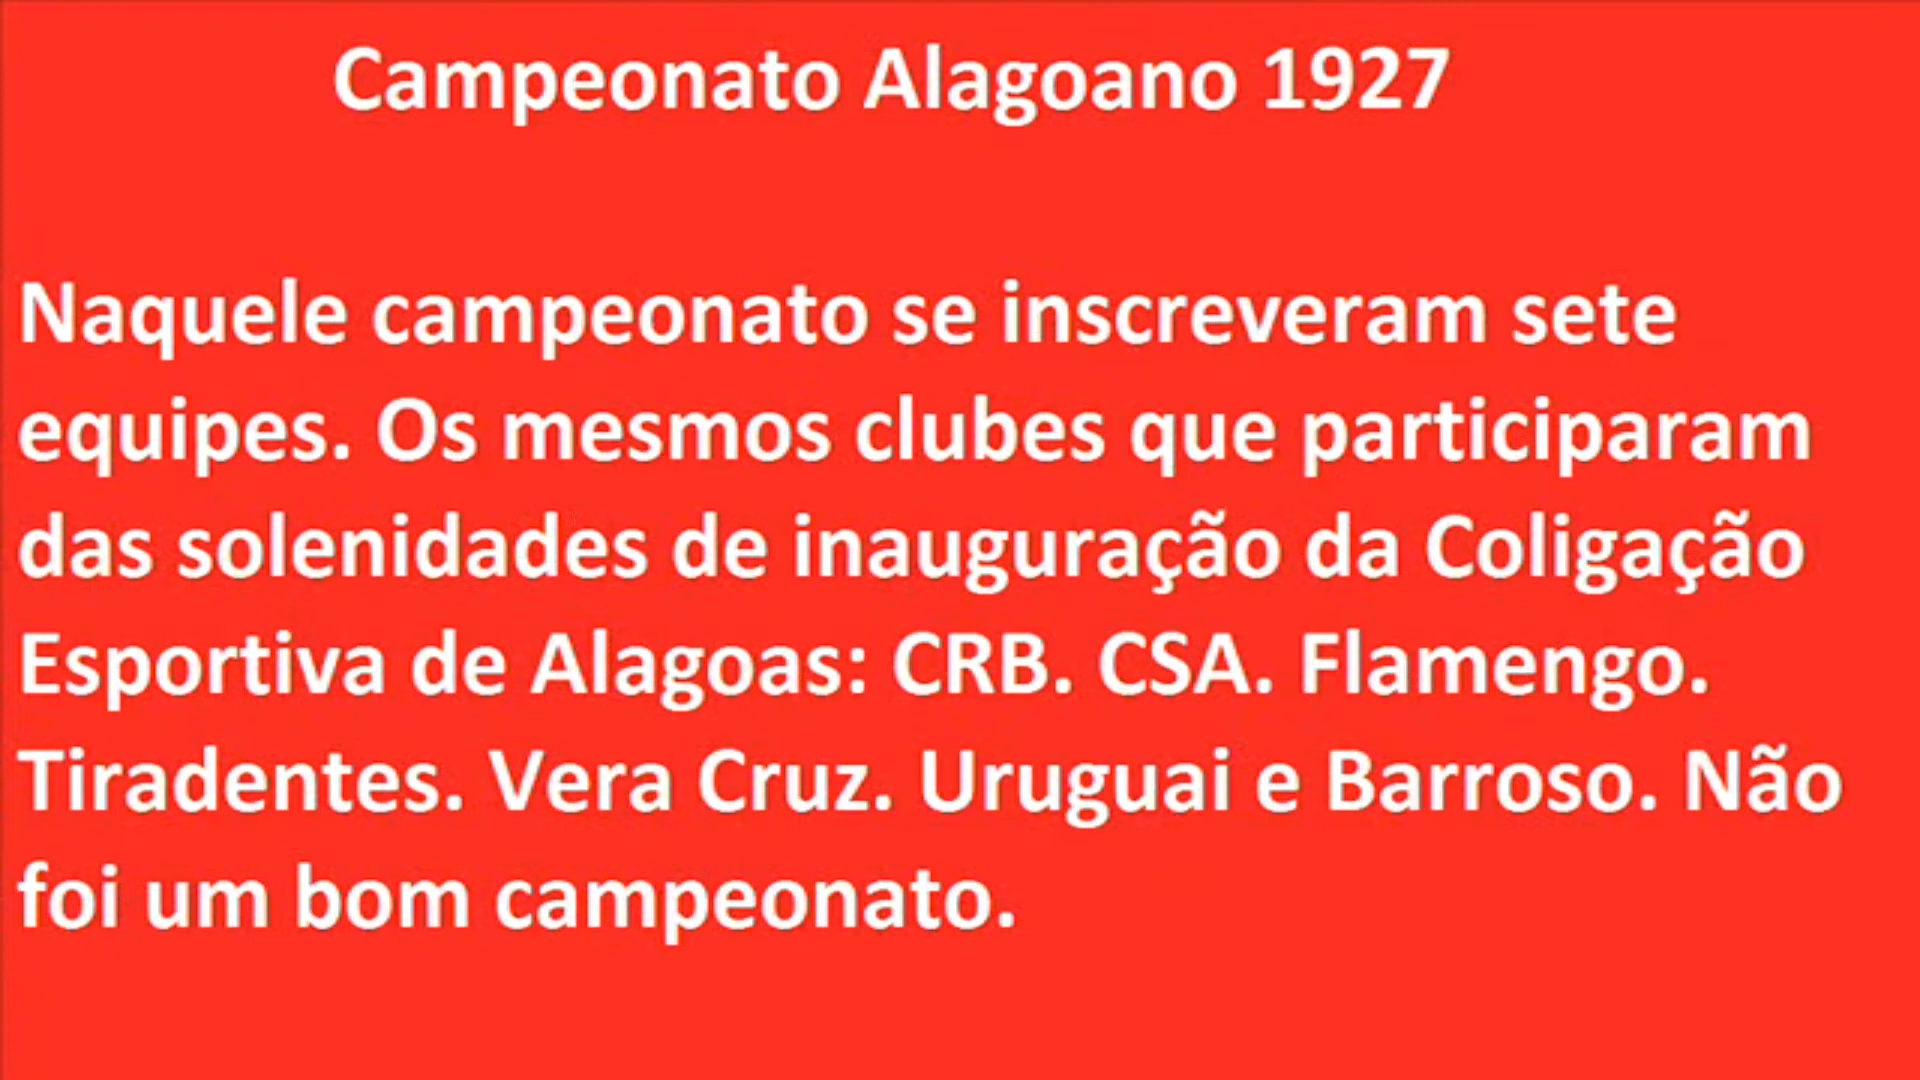 Campeonato Alagoano 1927
Naquele campeonato se inscreveram sete
equipes. Os mesmos clubes que participaram
das solenidades de inauguração da Coligação
Esportiva de Alagoas: CRB. CSA. Flamengo.
Tiradentes. Vera Cruz. Uruguai e Barroso. Não
foi um bom campeonato.